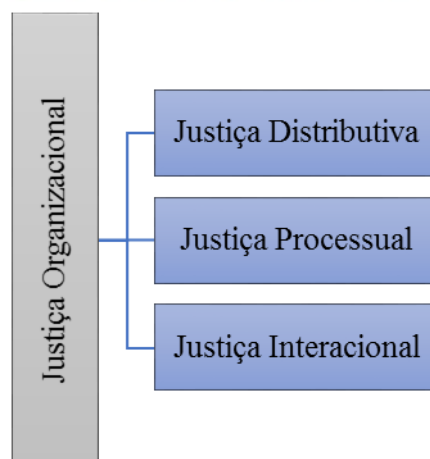 Justiça Organizacional
Justiça Distributiva
Justiça Processual
Justiça Interacional